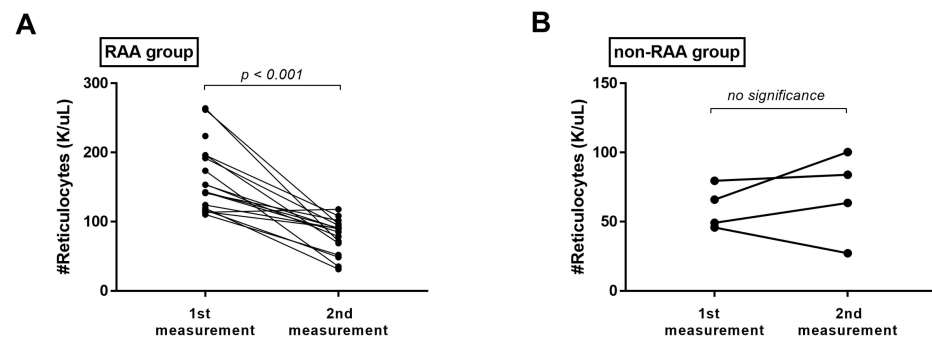 A
RAA group
p < 0.001
300
200
100
0
#Reticulocytes (K/uL)
1st
measurement
2nd
measurement
B
non-RAA group
no significance
150
100
50
0
#Reticulocytes (K/uL)
1st
measurement
2nd
measurement